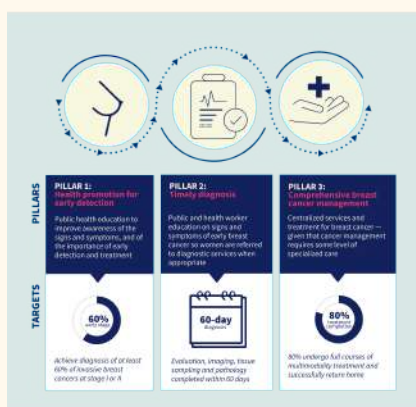 PILLARS
PILLAR 1:
Health promotion for
early detection
Public health education to
improve awareness of the
signs and symptoms, and of
the importance of early
detection and treatment
PILLAR 2:
Timely diagnosis
Public and health worker
education on signs and
symptoms of early breast
cancer so women are referred
to diagnostic services when
appropriate
PILLAR 3:
Comprehensive breast
cancer management
Centralized services and
treatment for breast cancer —
given that cancer management
requires some level of
specialized care
TARGETS
60%
early stage
Achieve diagnosis of at least
60% of invasive breast
cancers at stage I or II
60-day
diagnosis
Evaluation, imaging, tissue
sampling and pathology
completed within 60 days
80%
treatment
completion
80% undergo full courses of
multimodality treatment and
successfully return home